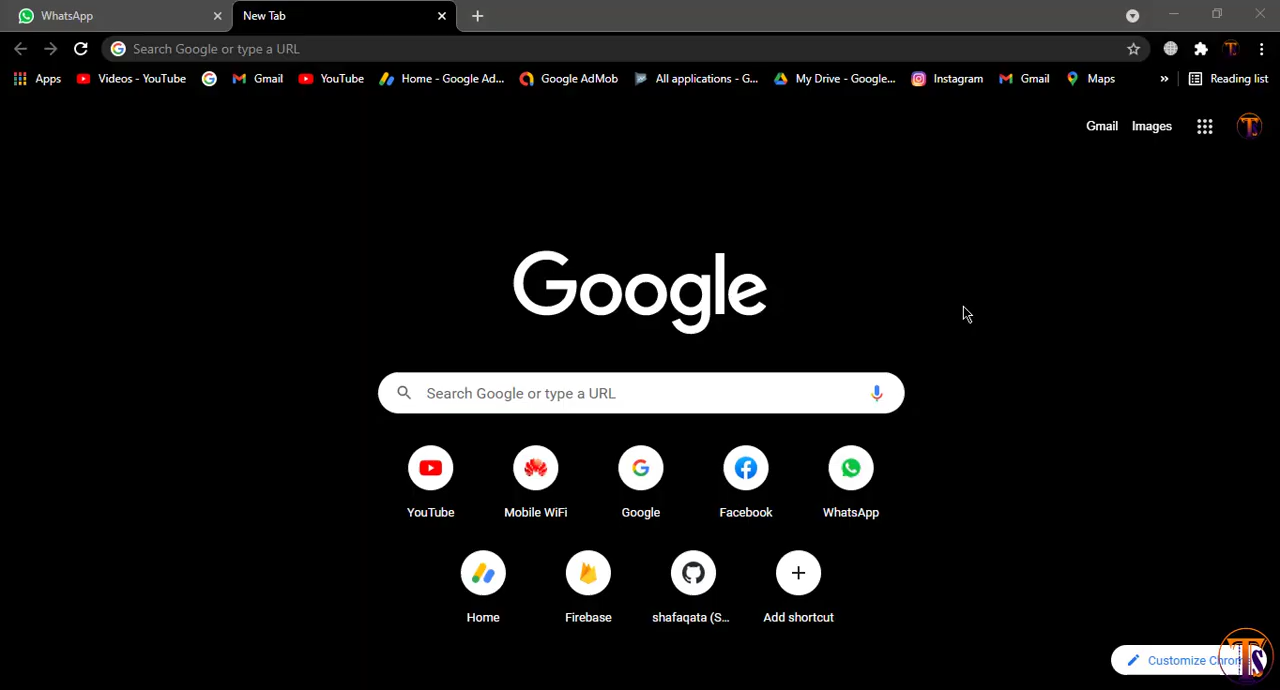 WhatsApp
New Tab
Search Google or type a URL
Apps
Videos - YouTube
Gmail
YouTube
Home - Google Ad...
Google AdMob
All applications - G...
My Drive - Google...
Instagram
Gmail
Maps
»
Reading list
Gmail
Images
Google
Search Google or type a URL
YouTube
Mobile WiFi
Google
Facebook
WhatsApp
Home
Firebase
shafaqata (S...
Add shortcut
Customize Chrom
TS